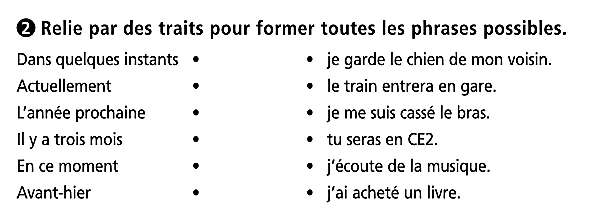 ❷ Relie par des traits pour former toutes les phrases possibles.
Dans quelques instants • • je garde le chien de mon voisin.
Actuellement • • le train entrera en gare.
L'année prochaine • • je me suis cassé le bras.
Il y a trois mois • • tu seras en CE2.
En ce moment • • j'écoute de la musique.
Avant-hier • • j'ai acheté un livre.